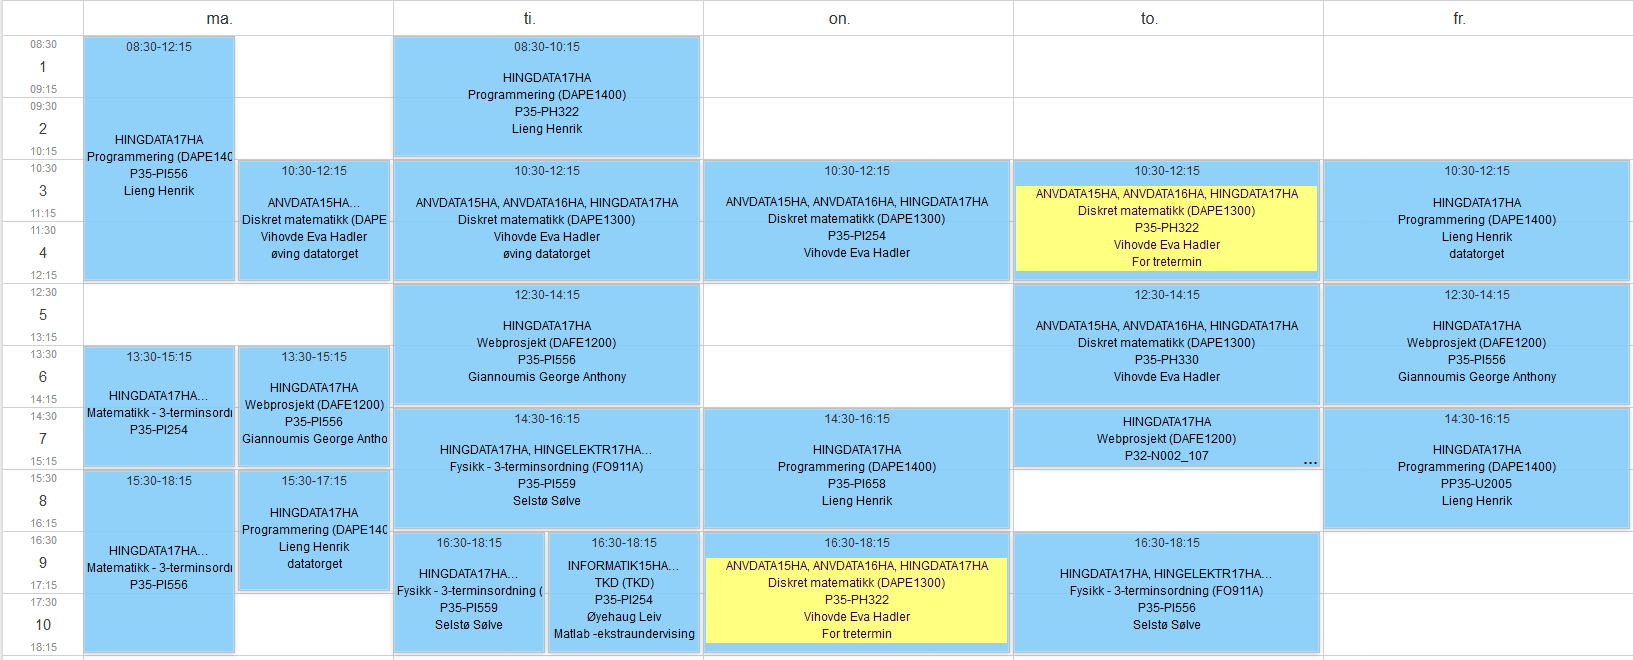 ma.
ti.
on.
to.
fr.
08:30
1
09:15
09:30
2
10:15
10:30
3
11:15
11:30
4
12:15
12:30
5
13:15
13:30
6
14:15
14:30
7
15:15
15:30
8
16:15
16:30
9
17:15
17:30
10
18:15
08:30-12:15
HINGDATA17HA
Programmering (DAPE140
P35-PI556
Lieng Henrik
10:30-12:15
ANVDATA15HA...
Diskret matematikk (DAPE
Vihovde Eva Hadler
øving datatorget
13:30-15:15
HINGDATA17HA...
Matematikk - 3-terminsordn
P35-PI254
13:30-15:15
HINGDATA17HA
Webprosjekt (DAFE1200)
P35-PI556
Giannoumis George Antho
15:30-18:15
HINGDATA17HA...
Matematikk - 3-terminsordn
P35-PI556
15:30-17:15
HINGDATA17HA
Programmering (DAPE140
Lieng Henrik
datatorget
08:30-10:15
HINGDATA17HA
Programmering (DAPE1400)
P35-PH322
Lieng Henrik
10:30-12:15
ANVDATA15HA, ANVDATA16HA, HINGDATA17HA
Diskret matematikk (DAPE1300)
Vihovde Eva Hadler
øving datatorget
12:30-14:15
HINGDATA17HA
Webprosjekt (DAFE1200)
P35-PI556
Giannoumis George Anthony
14:30-16:15
HINGDATA17HA, HINGELEKTR17HA...
Fysikk - 3-terminsordning (FO911A)
P35-PI559
Selstø Sølve
16:30-18:15
HINGDATA17HA...
Fysikk - 3-terminsordning (
P35-PI559
Selstø Sølve
16:30-18:15
INFORMATIK15HA...
TKD (TKD)
P35-PI254
Øyehaug Leiv
Matlab -ekstraundervising
10:30-12:15
ANVDATA15HA, ANVDATA16HA, HINGDATA17HA
Diskret matematikk (DAPE1300)
P35-PI254
Vihovde Eva Hadler
14:30-16:15
HINGDATA17HA
Programmering (DAPE1400)
P35-PI658
Lieng Henrik
16:30-18:15
ANVDATA15HA, ANVDATA16HA, HINGDATA17HA
Diskret matematikk (DAPE1300)
P35-PH322
Vihovde Eva Hadler
For tretermin
10:30-12:15
ANVDATA15HA, ANVDATA16HA, HINGDATA17HA
Diskret matematikk (DAPE1300)
P35-PH322
Vihovde Eva Hadler
For tretermin
12:30-14:15
ANVDATA15HA, ANVDATA16HA, HINGDATA17HA
Diskret matematikk (DAPE1300)
P35-PH330
Vihovde Eva Hadler
HINGDATA17HA
Webprosjekt (DAFE1200)
P32-N002_107
...
16:30-18:15
HINGDATA17HA, HINGELEKTR17HA...
Fysikk - 3-terminsordning (FO911A)
P35-PI556
Selstø Sølve
10:30-12:15
HINGDATA17HA
Programmering (DAPE1400)
Lieng Henrik
datatorget
12:30-14:15
HINGDATA17HA
Webprosjekt (DAFE1200)
P35-PI556
Giannoumis George Anthony
14:30-16:15
HINGDATA17HA
Programmering (DAPE1400)
PP35-U2005
Lieng Henrik